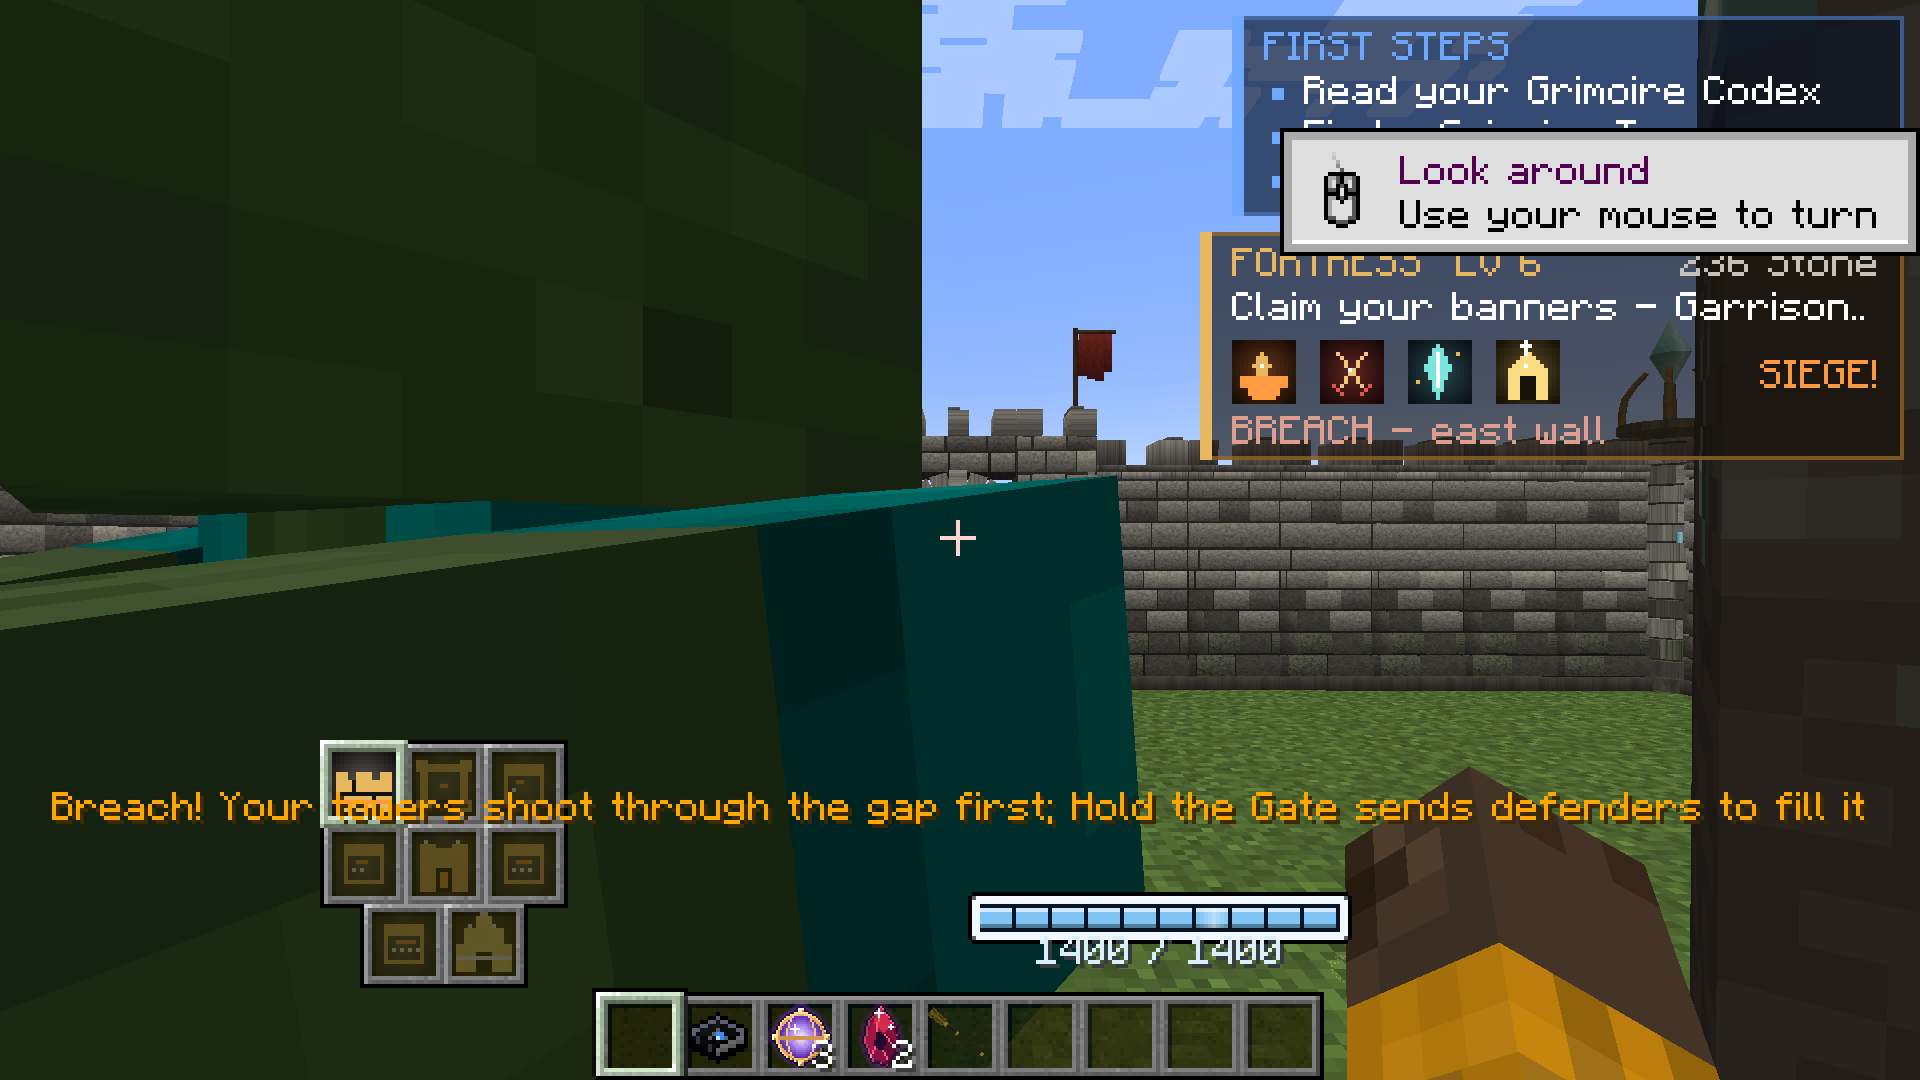 FIRST STEPS
Read your Grimoire Codex
Look around
Use your mouse to turn
FORTRESS LV 6 236 Stone
Claim your banners - Garrison..
SIEGE!
BREACH - east wall
Breach! Your towers shoot through the gap first; Hold the Gate sends defenders to fill it
1400 / 1400
3
2